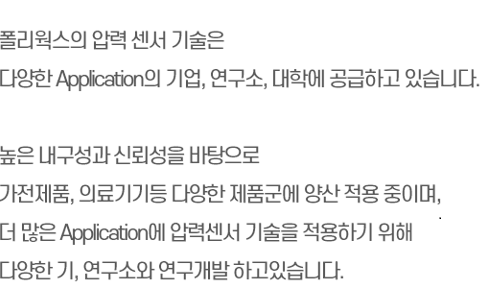 폴리웍스의 압력 센서 기술은
다양한 Application의 기업, 연구소, 대학에 공급하고 있습니다.
높은 내구성과 신뢰성을 바탕으로
가전제품, 의료기기등 다양한 제품군에 양산 적용 중이며,
더 많은 Application에 압력센서 기술을 적용하기 위해
다양한 기, 연구소와 연구개발 하고있습니다.